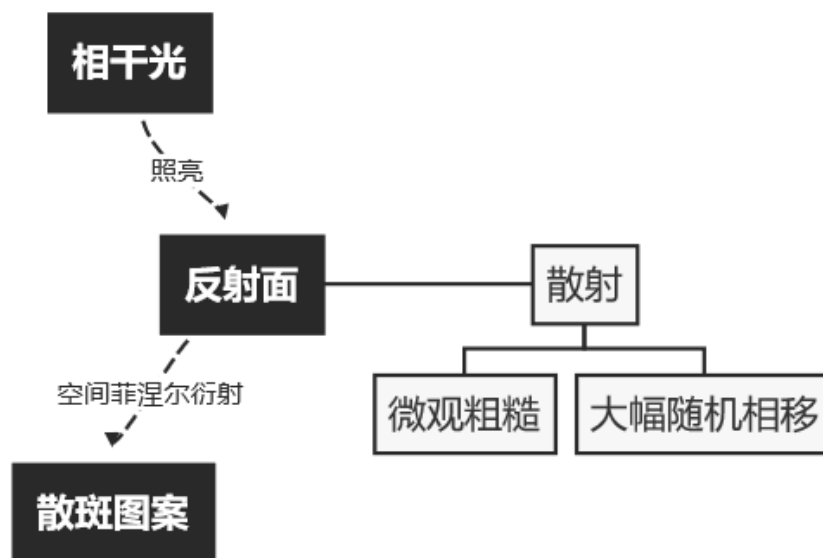 相干光
照亮
反射面
散射
空间菲涅尔衍射
微观粗糙
大幅随机相移
散斑图案